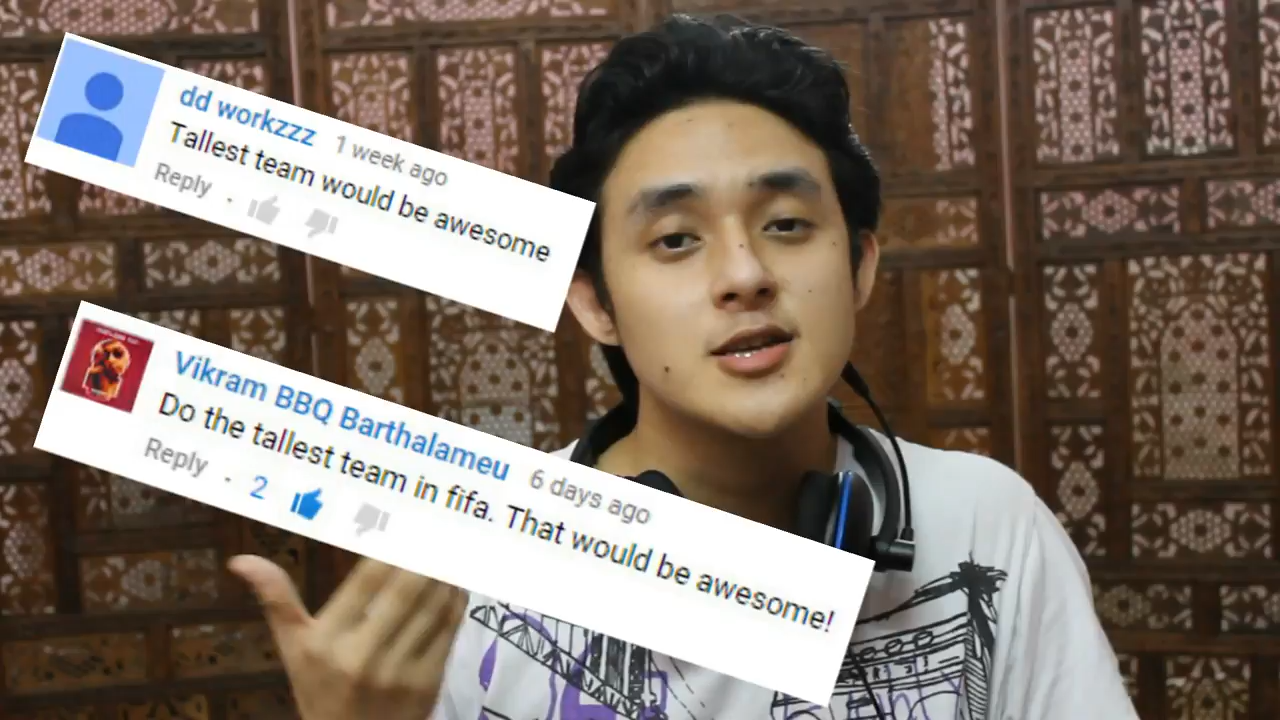 dd workzzz 1 week ago
Tallest team would be awesome
Reply .
Vikram BBQ Barthalameu 6 days ago
Do the tallest team in fifa. That would be awesome!
Reply . 2